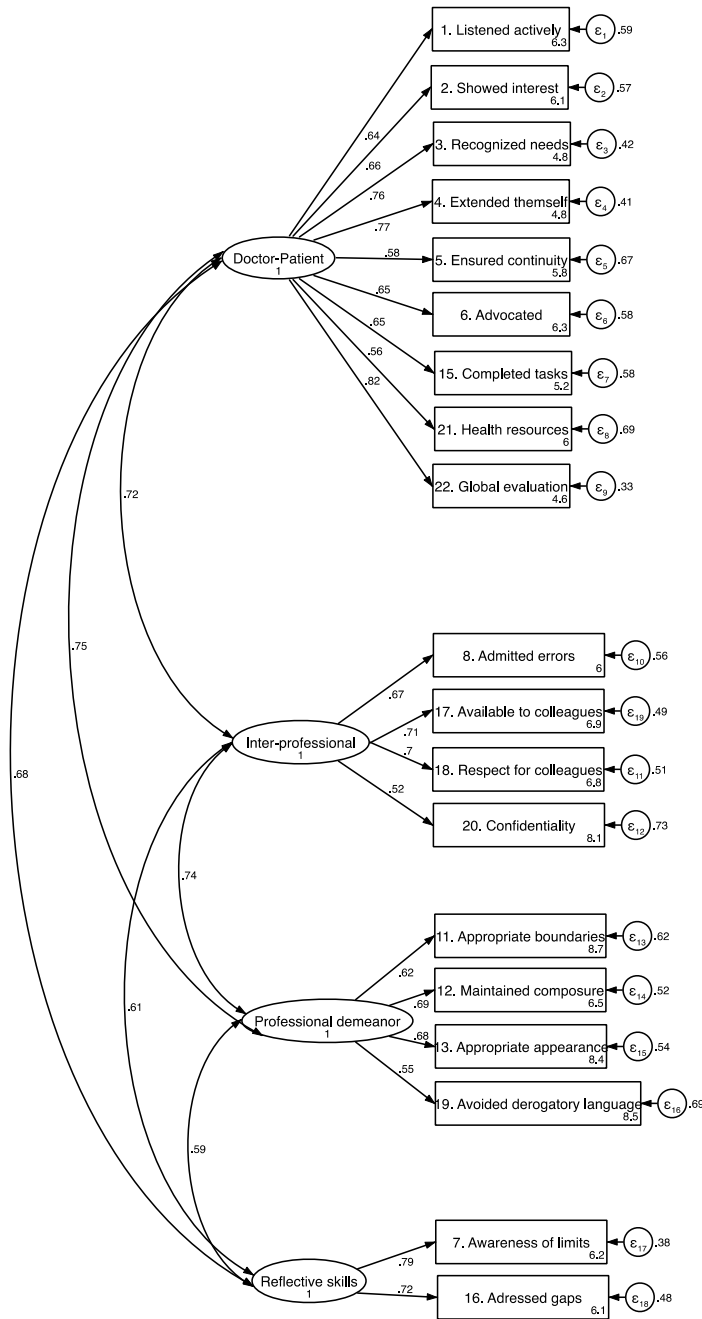 1. Listened actively
6.3
ε1 .59
2. Showed interest
6.1
ε2 .57
.64
3. Recognized needs
4.8
ε3 .42
.66
.76
4. Extended themself
4.8
ε4 .41
.77
Doctor-Patient
1
.58
5. Ensured continuity
5.8
ε5 .67
.65
6. Advocated
6.3
ε6 .58
.65
15. Completed tasks
5.2
ε7 .58
.56
.82
21. Health resources
6
ε8 .69
22. Global evaluation
4.6
ε9 .33
.72
.75
8. Admitted errors
6
ε10 .56
.67
17. Available to colleagues
6.9
ε19 .49
.71
Inter-professional
1
.7
18. Respect for colleagues
6.8
ε11 .51
.68
.52
20. Confidentiality
8.1
ε12 .73
.74
11. Appropriate boundaries
8.7
ε13 .62
.62
12. Maintained composure
6.5
ε14 .52
.69
.61
Professional demeanor
1
.68
13. Appropriate appearance
8.4
ε15 .54
.55
19. Avoided derogatory language
8.5
ε16 .69
.59
7. Awareness of limits
6.2
ε17 .38
.79
Reflective skills
1
.72
16. Adressed gaps
6.1
ε18 .48